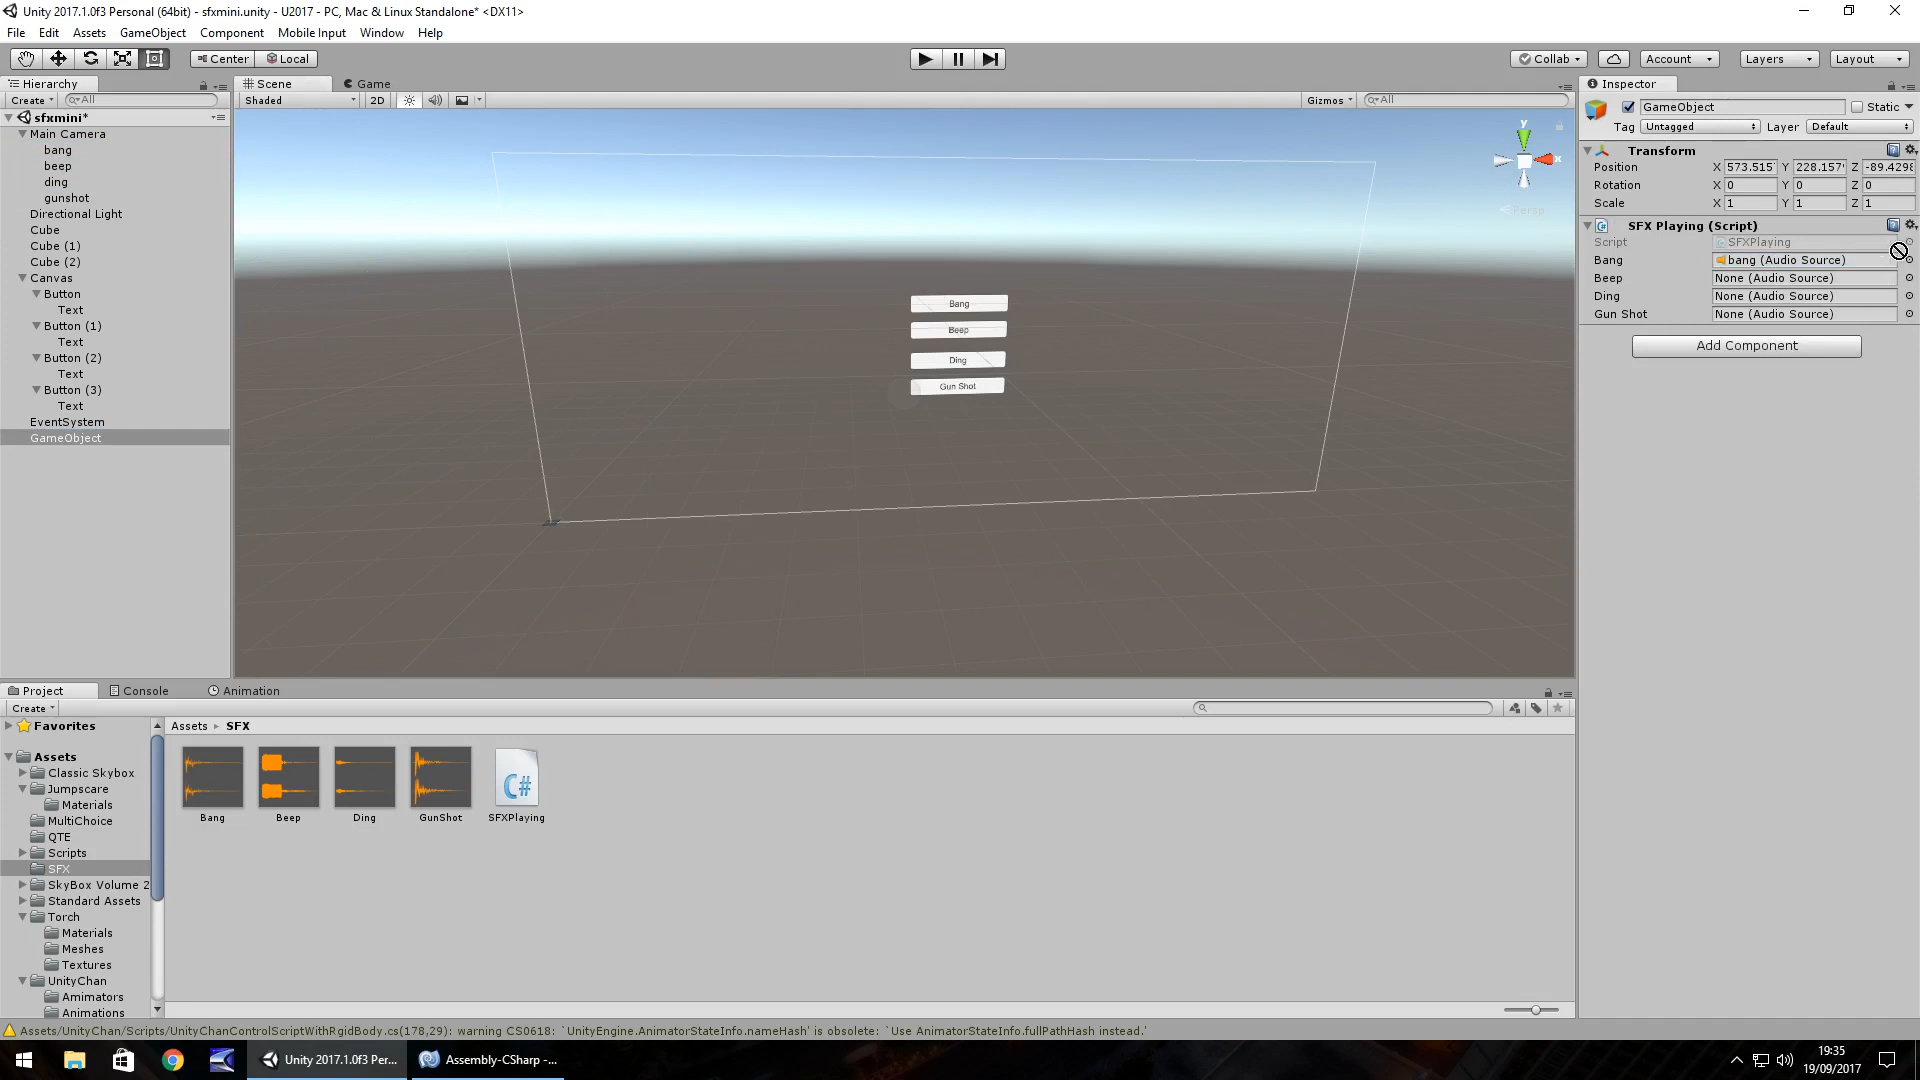 Unity 2017.1.0f3 Personal (64bit) - sfxmini.unity - U2017 - PC, Mac & Linux Standalone* <DX11>
File Edit Assets GameObject Component Mobile Input Window Help
Center Local Collab Account Layers Layout
Hierarchy
Create All
sfxmini*
Main Camera
bang
beep
ding
gunshot
Directional Light
Cube
Cube (1)
Cube (2)
Canvas
Button
Text
Button (1)
Text
Button (2)
Text
Button (3)
Text
EventSystem
GameObject
Scene Game
Shaded 2D Gizmos All
y
x
Persp
Bang
Beep
Ding
Gun Shot
Inspector
GameObject Static
Tag Untagged Layer Default
Transform
Position X 573.515 Y 228.157 Z -89.4298
Rotation X 0 Y 0 Z 0
Scale X 1 Y 1 Z 1
SFX Playing (Script)
Script SFXPlaying
Bang bang (Audio Source)
Beep None (Audio Source)
Ding None (Audio Source)
Gun Shot None (Audio Source)
Add Component
Project Console Animation
Create
Favorites
Assets
Classic Skybox
Jumpscare
Materials
MultiChoice
QTE
Scripts
SFX
SkyBox Volume 2
Standard Assets
Torch
Materials
Meshes
Textures
UnityChan
Amimators
Animations
Assets SFX
C#
Bang Beep Ding GunShot SFXPlaying
Assets/UnityChan/Scripts/UnityChanControlScriptWithRgidBody.cs(178,29): warning CS0618: `UnityEngine.AnimatorStateInfo.nameHash' is obsolete: `Use AnimatorStateInfo.fullPathHash instead.'
Unity 2017.1.0f3 Per... Assembly-CSharp -...
19:35
19/09/2017